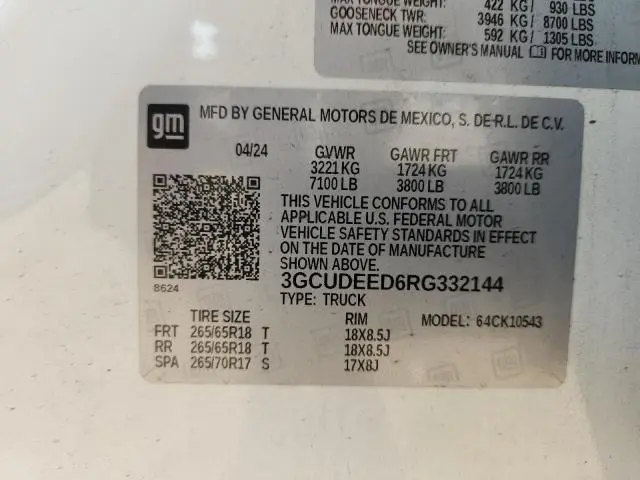 MAX TONGUE WEIGHT: 422 KG/ 930 LBS
GOOSENECK TWR: 3946 KG/ 8700 LBS
MAX TONGUE WEIGHT: 592 KG/ 1305 LBS
SEE OWNER'S MANUAL FOR MORE INFORM
gm
MFD BY GENERAL MOTORS DE MEXICO, S. DE R.L. DE C.V.
04/24 GVWR GAWR FRT GAWR RR
3221 KG 1724 KG 1724 KG
7100 LB 3800 LB 3800 LB
THIS VEHICLE CONFORMS TO ALL
APPLICABLE U.S. FEDERAL MOTOR
VEHICLE SAFETY STANDARDS IN EFFECT
ON THE DATE OF MANUFACTURE
SHOWN ABOVE.
8624
3GCUDEED6RG332144
TYPE: TRUCK
TIRE SIZE RIM MODEL: 64CK10543
FRT 265/65R18 T 18X8.5J
RR 265/65R18 T 18X8.5J
SPA 265/70R17 S 17X8J